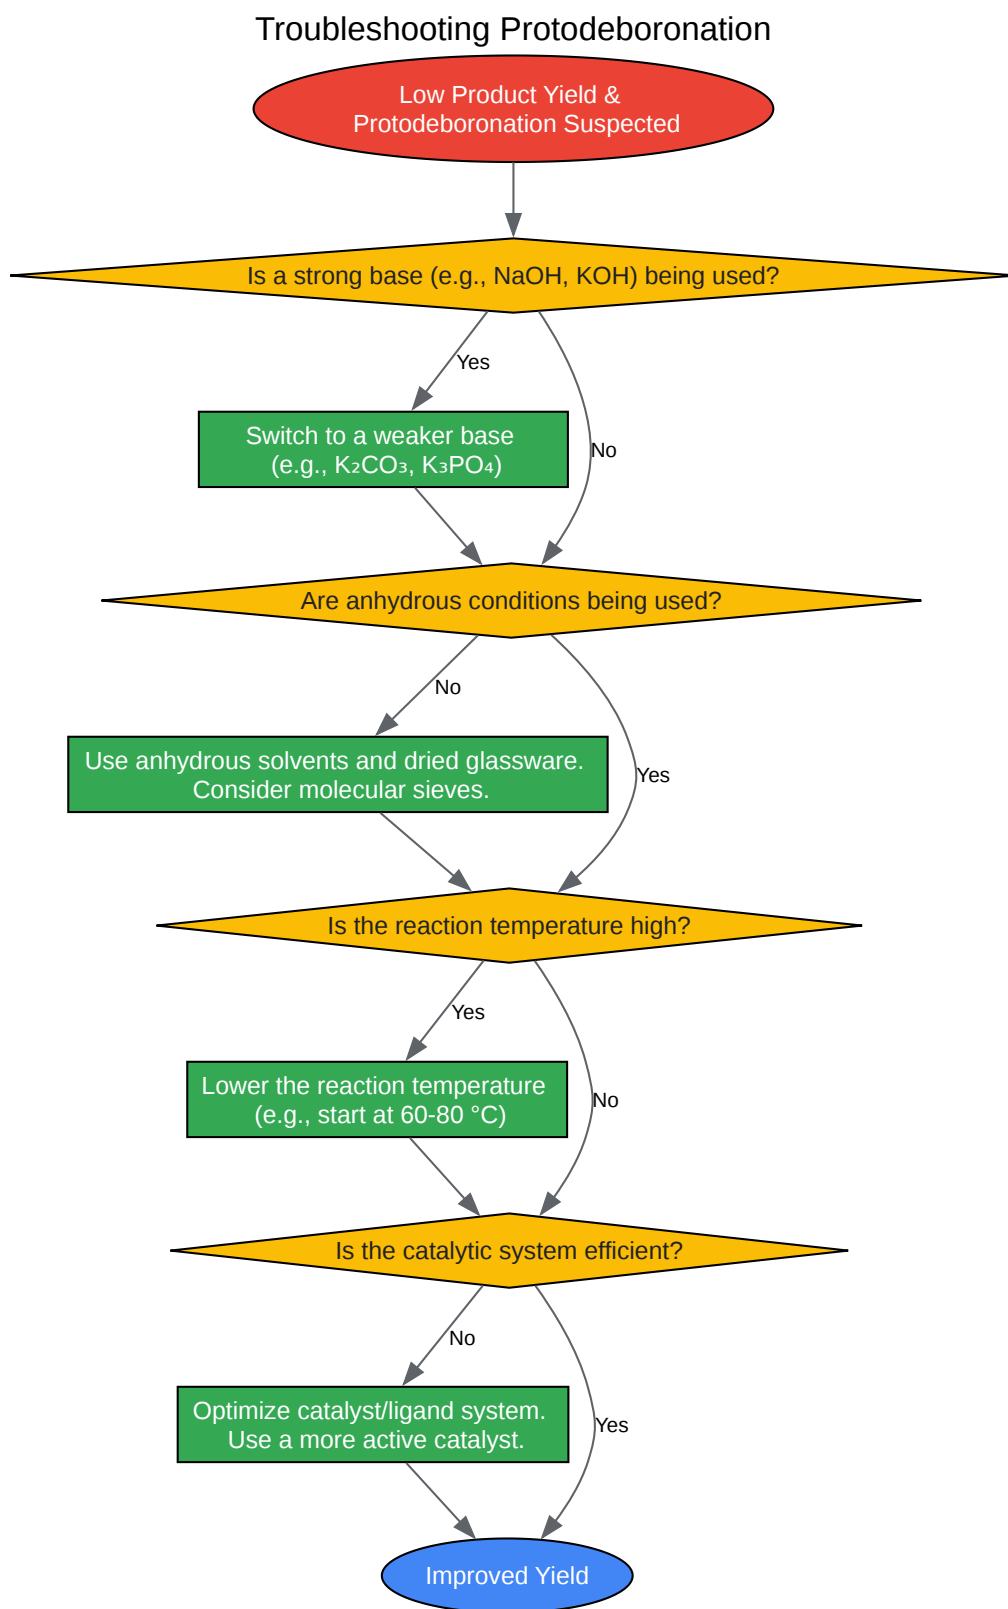 Troubleshooting Protodeboronation
Low Product Yield &
Protodeboronation Suspected
Is a strong base (e.g., NaOH, KOH) being used?
Yes
Switch to a weaker base
(e.g., K₂CO₃, K₃PO₄)
No
Are anhydrous conditions being used?
No
Use anhydrous solvents and dried glassware.
Consider molecular sieves.
Yes
Is the reaction temperature high?
Yes
Lower the reaction temperature
(e.g., start at 60-80 °C)
No
Is the catalytic system efficient?
No
Optimize catalyst/ligand system.
Use a more active catalyst.
Yes
Improved Yield